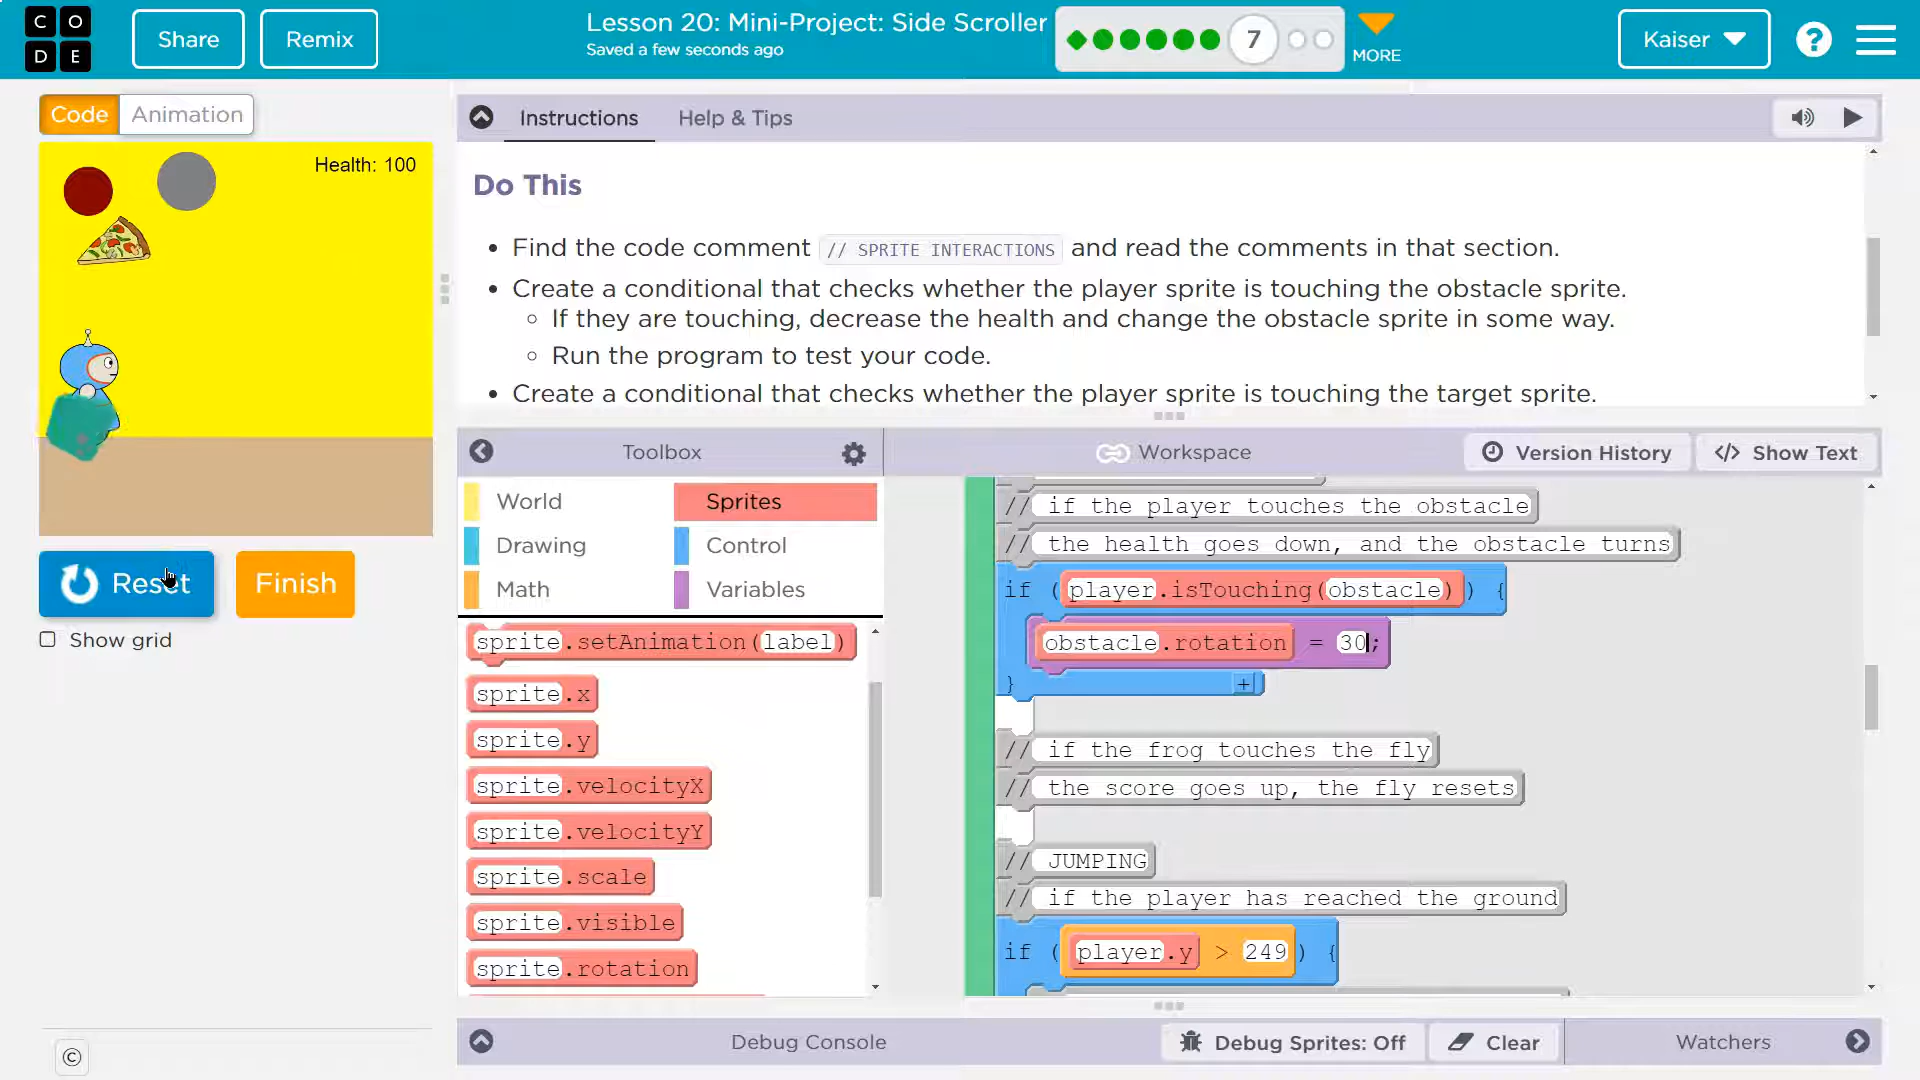 CODE
Share
Remix
Lesson 20: Mini-Project: Side Scroller
Saved a few seconds ago
7
MORE
Kaiser
?
Code
Animation
Health: 100
Reset
Finish
Show grid
©
Instructions
Help & Tips
Do This
Find the code comment // SPRITE INTERACTIONS and read the comments in that section.
Create a conditional that checks whether the player sprite is touching the obstacle sprite.
If they are touching, decrease the health and change the obstacle sprite in some way.
Run the program to test your code.
Create a conditional that checks whether the player sprite is touching the target sprite.
Toolbox
Workspace
Version History
</> Show Text
World
Sprites
Drawing
Control
Math
Variables
sprite.setAnimation(label)
sprite.x
sprite.y
sprite.velocityX
sprite.velocityY
sprite.scale
sprite.visible
sprite.rotation
// if the player touches the obstacle
// the health goes down, and the obstacle turns
if (player.isTouching(obstacle)) {
obstacle.rotation = 30;
} +
// if the frog touches the fly
// the score goes up, the fly resets
// JUMPING
// if the player has reached the ground
if (player.y > 249) {
Debug Console
Debug Sprites: Off
Clear
Watchers